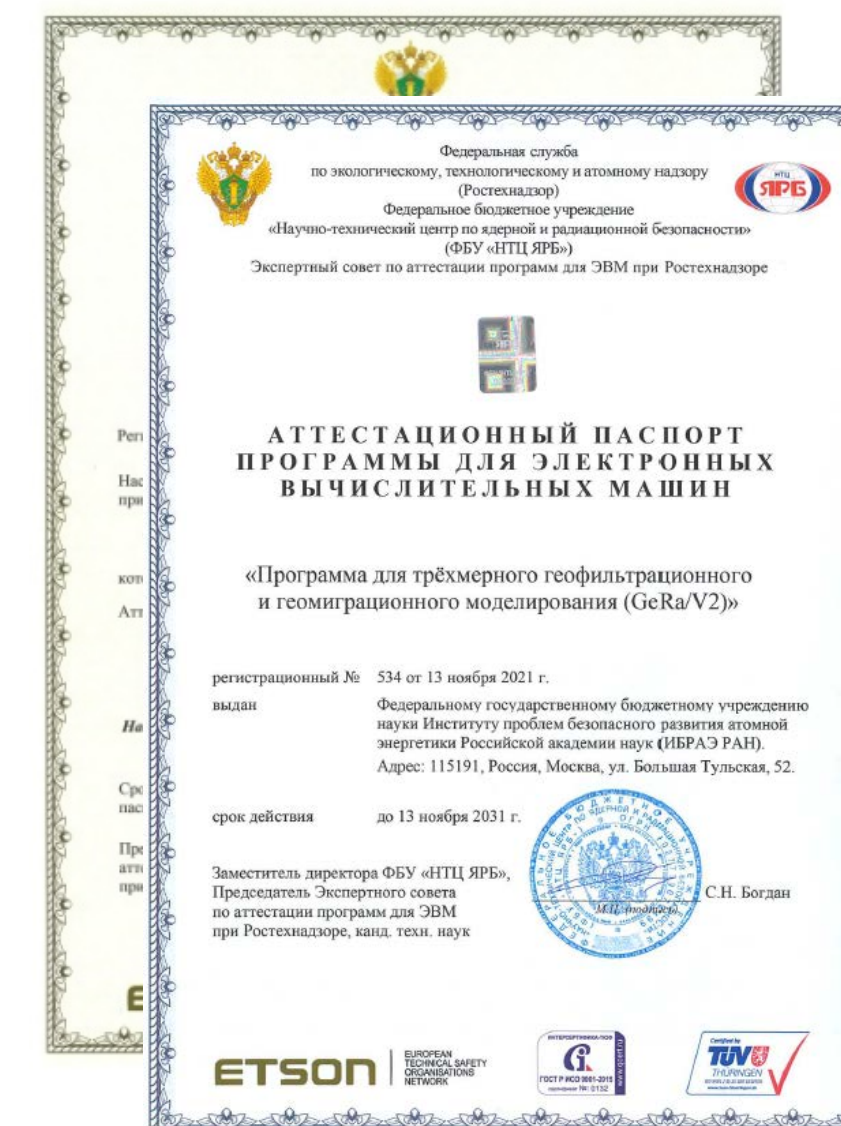 Федеральная служба
по экологическому, технологическому и атомному надзору
(Ростехнадзор)
Федеральное бюджетное учреждение
«Научно-технический центр по ядерной и радиационной безопасности»
(ФБУ «НТЦ ЯРБ»)
Экспертный совет по аттестации программ для ЭВМ при Ростехнадзоре
НТЦ
ЯРБ
АТТЕСТАЦИОННЫЙ ПАСПОРТ
ПРОГРАММЫ ДЛЯ ЭЛЕКТРОННЫХ
ВЫЧИСЛИТЕЛЬНЫХ МАШИН
«Программа для трёхмерного геофильтрационного
и геомиграционного моделирования (GeRa/V2)»
регистрационный № 534 от 13 ноября 2021 г.
выдан Федеральному государственному бюджетному учреждению
науки Институту проблем безопасного развития атомной
энергетики Российской академии наук (ИБРАЭ РАН).
Адрес: 115191, Россия, Москва, ул. Большая Тульская, 52.
срок действия до 13 ноября 2031 г.
Заместитель директора ФБУ «НТЦ ЯРБ»,
Председатель Экспертного совета
по аттестации программ для ЭВМ
при Ростехнадзоре, канд. техн. наук
М.П. (подпись)
С.Н. Богдан
ETSON
EUROPEAN
TECHNICAL SAFETY
ORGANISATIONS
NETWORK
ИНТЕРСЕРТИФИКА-ТЮФ
ГОСТ Р ИСО 9001-2015
Certified by
TÜV
THÜRINGEN